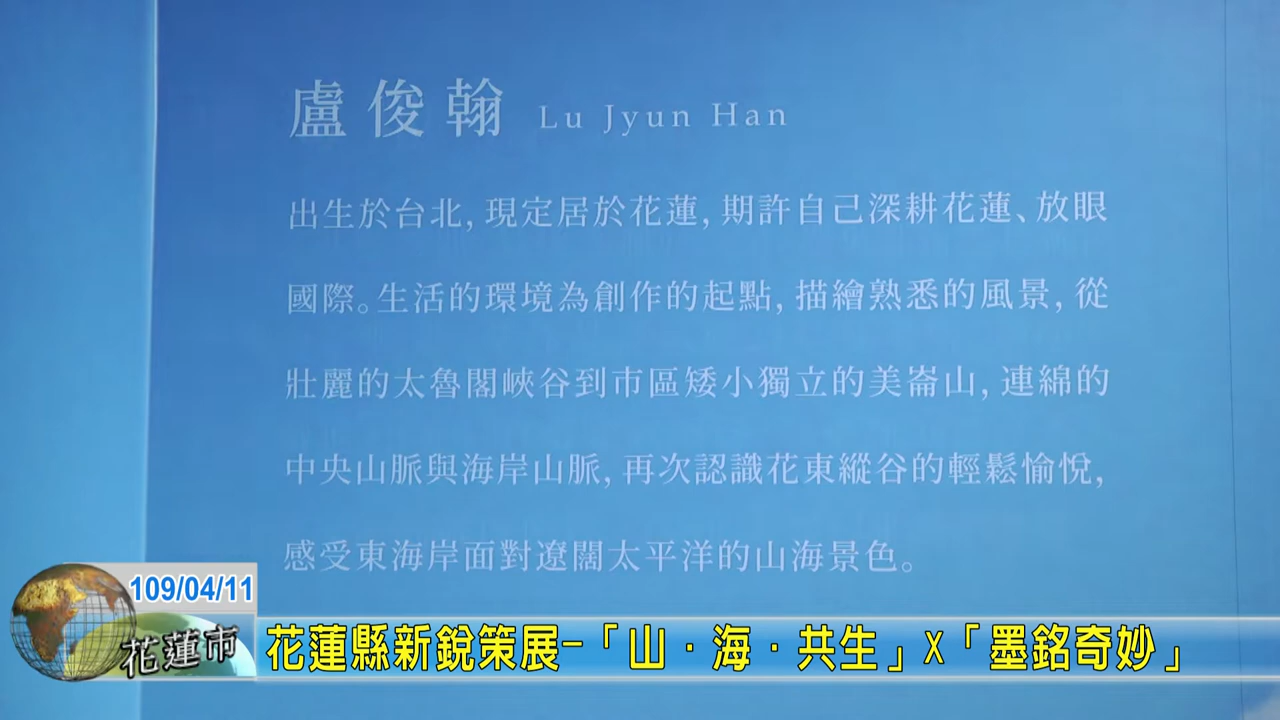 盧俊翰 Lu Jyun Han
出生於台北,現定居於花蓮,期許自己深耕花蓮、放眼
國際。生活的環境為創作的起點,描繪熟悉的風景,從
壯麗的太魯閣峽谷到市區矮小獨立的美崙山,連綿的
中央山脈與海岸山脈,再次認識花東縱谷的輕鬆愉悅,
感受東海岸面對遼闊太平洋的山海景色。
109/04/11
花蓮市
花蓮縣新銳策展-「山·海·共生」X「墨銘奇妙」